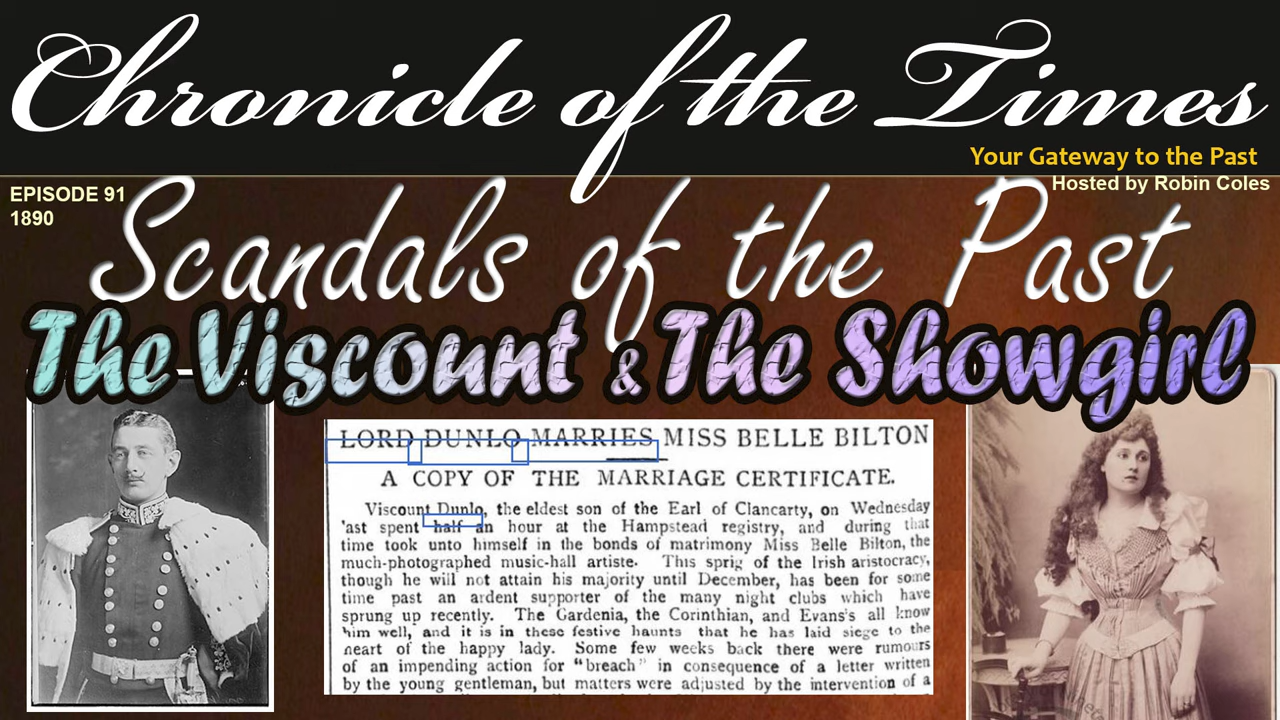 Chronicle of the Times
Your Gateway to the Past
Hosted by Robin Coles
EPISODE 91
1890
Scandals of the Past
The Viscount & The Showgirl
LORD DUNLO MARRIES MISS BELLE BILTON
A COPY OF THE MARRIAGE CERTIFICATE.
Viscount Dunlo, the eldest son of the Earl of Clancarty, on Wednesday
'ast spent half an hour at the Hampstead registry, and during that
time took unto himself in the bonds of matrimony Miss Belle Bilton, the
much-photographed music-hall artiste. This sprig of the Irish aristocracy,
though he will not attain his majority until December, has been for some
time past an ardent supporter of the many night clubs which have
sprung up recently. The Gardenia, the Corinthian, and Evans's all know
him well, and it is in these festive haunts that he has laid siege to the
heart of the happy lady. Some few weeks back there were rumours
of an impending action for "breach" in consequence of a letter written
by the young gentleman, but matters were adjusted by the intervention of a